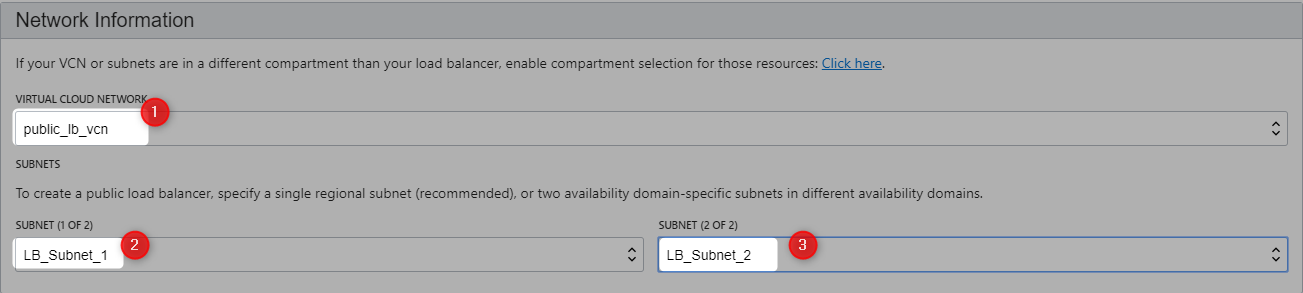 Network Information
If your VCN or subnets are in a different compartment than your load balancer, enable compartment selection for those resources: Click here.
VIRTUAL CLOUD NETWORK
1
public_lb_vcn
SUBNETS
To create a public load balancer, specify a single regional subnet (recommended), or two availability domain-specific subnets in different availability domains.
SUBNET (1 OF 2)
2
LB_Subnet_1
SUBNET (2 OF 2)
3
LB_Subnet_2